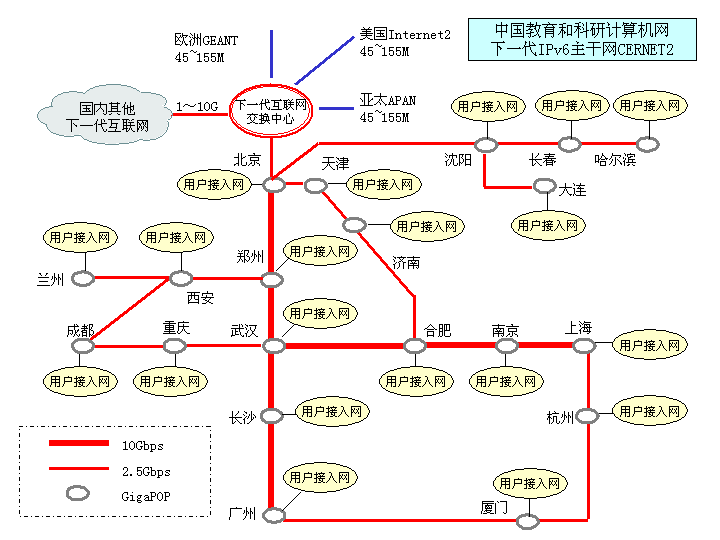 中国教育和科研计算机网
下一代IPv6主干网CERNET2
欧洲GEANT
45~155M
美国Internet2
45~155M
亚太APAN
45~155M
国内其他
下一代互联网
1～10G
下一代互联网
交换中心
用户接入网
用户接入网
用户接入网
沈阳
长春
哈尔滨
北京
天津
用户接入网
用户接入网
大连
用户接入网
用户接入网
用户接入网
用户接入网
郑州
用户接入网
济南
兰州
西安
用户接入网
成都
重庆
武汉
合肥
南京
上海
用户接入网
用户接入网
用户接入网
用户接入网
用户接入网
长沙
用户接入网
杭州
用户接入网
10Gbps
2.5Gbps
GigaPOP
用户接入网
广州
用户接入网
厦门